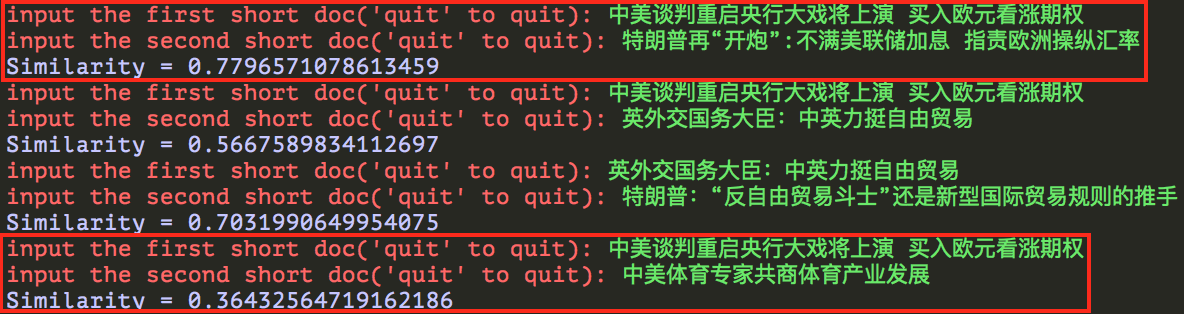 input the first short doc('quit' to quit): 中美谈判重启央行大戏将上演 买入欧元看涨期权
input the second short doc('quit' to quit): 特朗普再“开炮”:不满美联储加息 指责欧洲操纵汇率
Similarity = 0.7796571078613459
input the first short doc('quit' to quit): 中美谈判重启央行大戏将上演 买入欧元看涨期权
input the second short doc('quit' to quit): 英外交国务大臣：中英力挺自由贸易
Similarity = 0.5667589834112697
input the first short doc('quit' to quit): 英外交国务大臣：中英力挺自由贸易
input the second short doc('quit' to quit): 特朗普：“反自由贸易斗士”还是新型国际贸易规则的推手
Similarity = 0.7031990649954075
input the first short doc('quit' to quit): 中美谈判重启央行大戏将上演 买入欧元看涨期权
input the second short doc('quit' to quit): 中美体育专家共商体育产业发展
Similarity = 0.36432564719162186